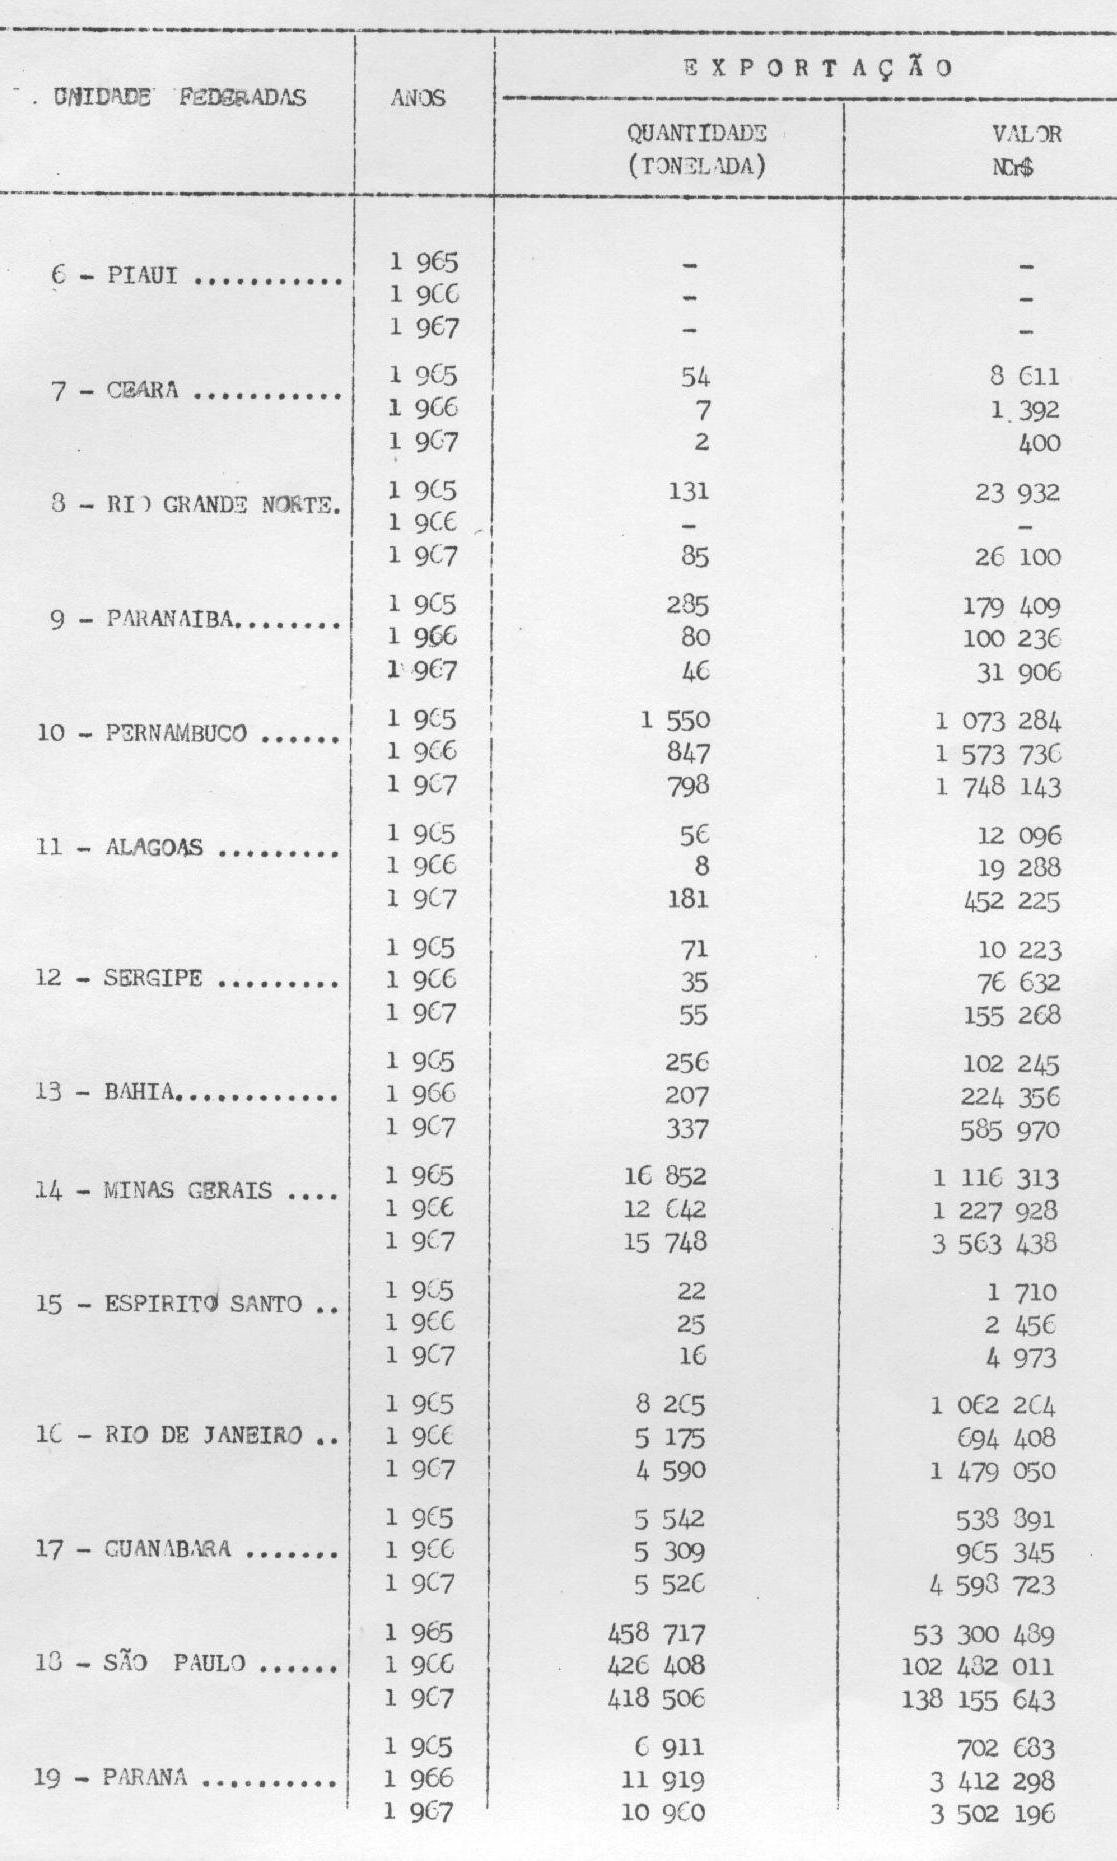 EXPORTAÇÃO
UNIDADE FEDERADAS ANOS
QUANTIDADE VALOR
(TONELADA) NCr$
1 965 – –
6 – PIAUI ...........
1 966 – –
1 967 – –
1 965 54 8 611
7 – CEARA ...........
1 966 7 1 392
1 967 2 400
1 965 131 23 932
8 – RIO GRANDE NORTE.
1 966 – –
1 967 85 26 100
1 965 285 179 409
9 – PARANAIBA........
1 966 80 100 236
1 967 46 31 906
1 965 1 550 1 073 284
10 – PERNAMBUCO ......
1 966 847 1 573 736
1 967 798 1 748 143
1 965 56 12 096
11 – ALAGOAS .........
1 966 8 19 288
1 967 181 452 225
1 965 71 10 223
12 – SERGIPE .........
1 966 35 76 632
1 967 55 155 268
1 965 256 102 245
13 – BAHIA............
1 966 207 224 356
1 967 337 585 970
1 965 16 852 1 116 313
14 – MINAS GERAIS ....
1 966 12 642 1 227 928
1 967 15 748 3 563 438
1 965 22 1 710
15 – ESPIRITO SANTO ..
1 966 25 2 456
1 967 16 4 973
1 965 8 265 1 062 264
16 – RIO DE JANEIRO ..
1 966 5 175 694 408
1 967 4 590 1 479 050
1 965 5 542 538 891
17 – GUANABARA .......
1 966 5 309 965 345
1 967 5 526 4 598 723
1 965 458 717 53 300 489
18 – SÃO PAULO ......
1 966 426 408 102 482 011
1 967 418 506 138 155 643
1 965 6 911 702 683
19 – PARANA ..........
1 966 11 919 3 412 298
1 967 10 960 3 502 196